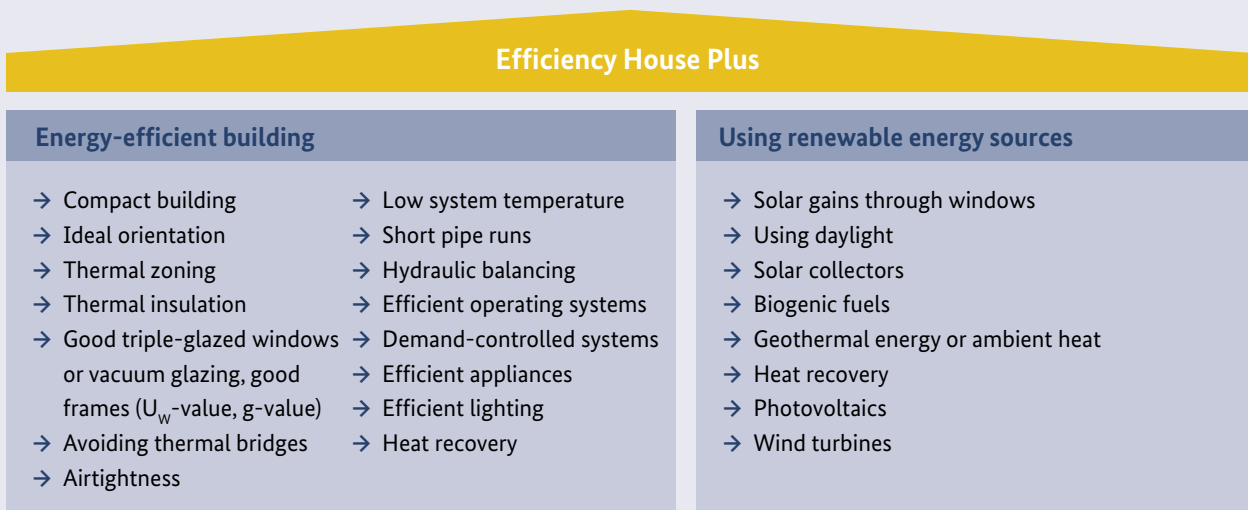 Efficiency House Plus
Energy-efficient building
→ Compact building
→ Ideal orientation
→ Thermal zoning
→ Thermal insulation
→ Good triple-glazed windows
or vacuum glazing, good
frames (U_W-value, g-value)
→ Avoiding thermal bridges
→ Airtightness
→ Low system temperature
→ Short pipe runs
→ Hydraulic balancing
→ Efficient operating systems
→ Demand-controlled systems
→ Efficient appliances
→ Efficient lighting
→ Heat recovery
Using renewable energy sources
→ Solar gains through windows
→ Using daylight
→ Solar collectors
→ Biogenic fuels
→ Geothermal energy or ambient heat
→ Heat recovery
→ Photovoltaics
→ Wind turbines